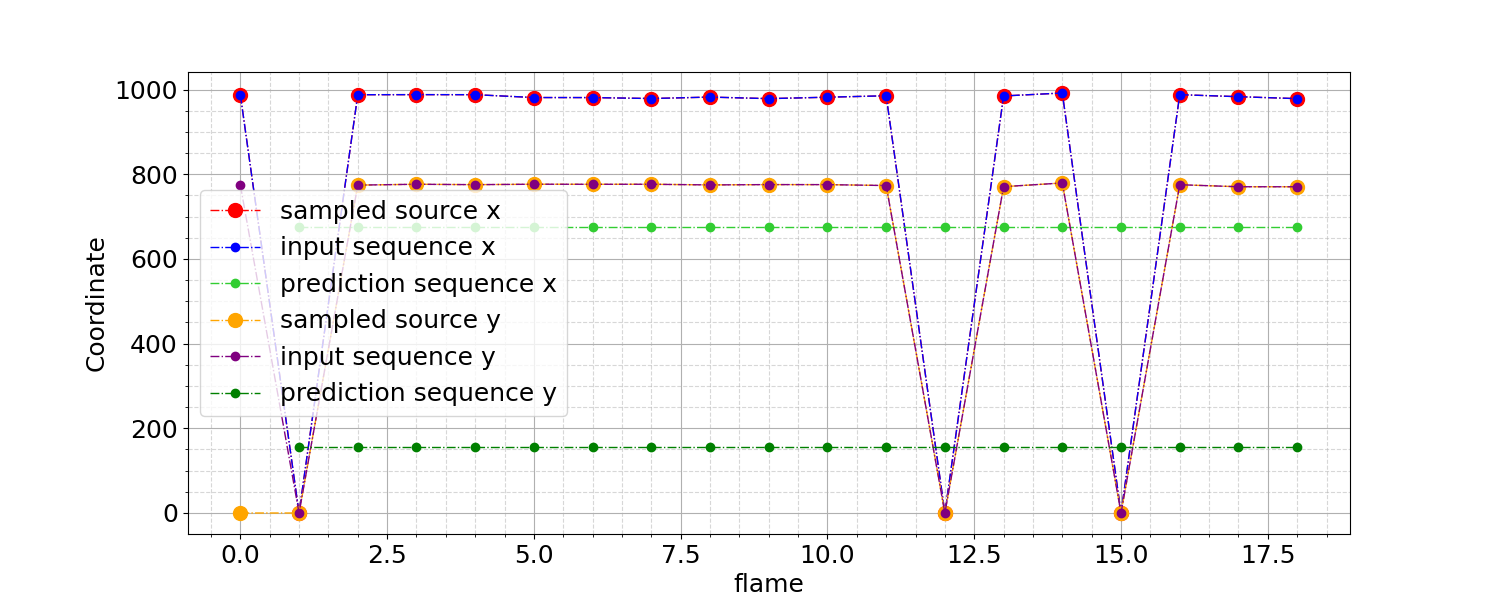 1000
800
600
400
200
0
Coordinate
sampled source x
input sequence x
prediction sequence x
sampled source y
input sequence y
prediction sequence y
0.0 2.5 5.0 7.5 10.0 12.5 15.0 17.5
flame